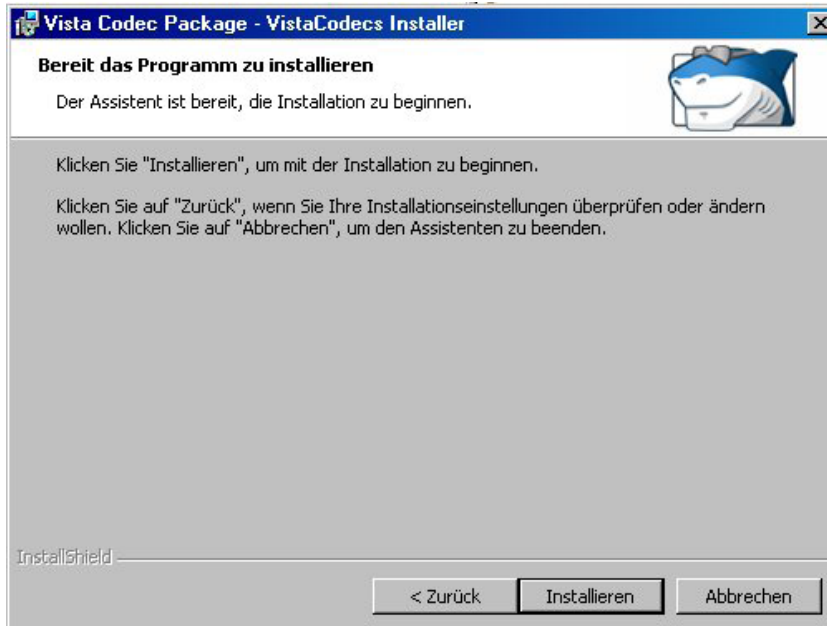 Vista Codec Package - VistaCodecs Installer
Bereit das Programm zu installieren
Der Assistent ist bereit, die Installation zu beginnen.
Klicken Sie "Installieren", um mit der Installation zu beginnen.
Klicken Sie auf "Zurück", wenn Sie Ihre Installationseinstellungen überprüfen oder ändern
wollen. Klicken Sie auf "Abbrechen", um den Assistenten zu beenden.
InstallShield
< Zurück Installieren Abbrechen